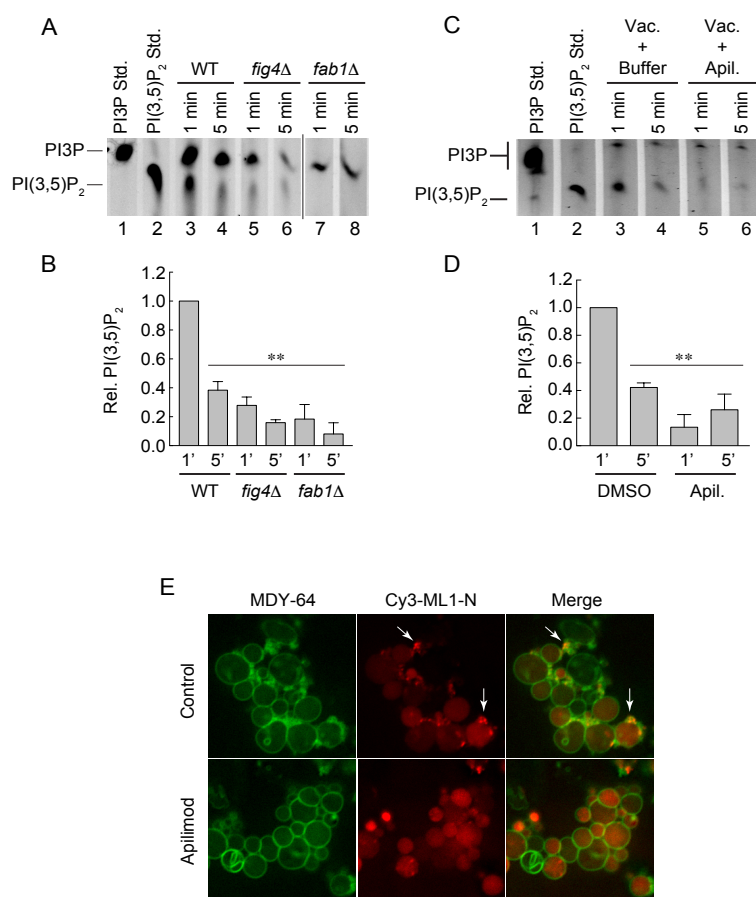 A
PI3P Std.
PI(3,5)P2 Std.
WT
fig4Δ
fab1Δ
1 min
5 min
1 min
5 min
1 min
5 min
PI3P
PI(3,5)P2
1 2 3 4 5 6 7 8
C
PI3P Std.
PI(3,5)P2 Std.
Vac.
+
Buffer
Vac.
+
Apil.
1 min
5 min
1 min
5 min
PI3P
PI(3,5)P2
1 2 3 4 5 6
B
Rel. PI(3,5)P2
1.2
1.0
0.8
0.6
0.4
0.2
0.0
**
1’ 5’ 1’ 5’ 1’ 5’
WT fig4Δ fab1Δ
D
Rel. PI(3,5)P2
1.2
1.0
0.8
0.6
0.4
0.2
0.0
**
1’ 5’ 1’ 5’
DMSO Apil.
E
MDY-64 Cy3-ML1-N Merge
Control
Apilimod